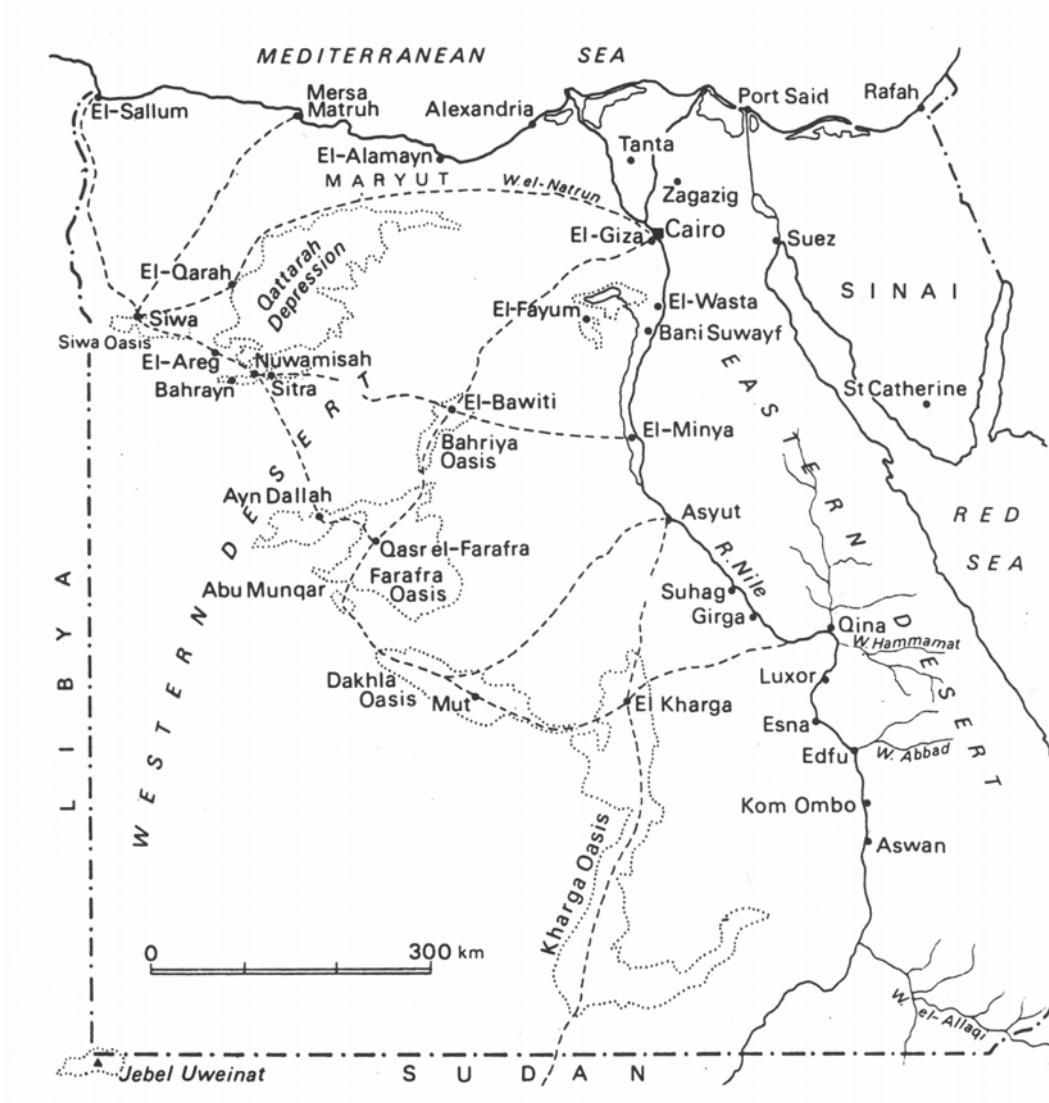 MEDITERRANEAN SEA
El-Sallum
Mersa
Matruh
Alexandria
Port Said
Rafah
El-Alamayn
MARYUT
Tanta
Zagazig
W. el-Natrun
El-Giza
Cairo
Suez
El-Qarah
Qattarah
Depression
SINAI
Siwa
Siwa Oasis
El-Fayum
El-Wasta
Bani Suwayf
El-Areg
Nuwamisah
Bahrayn
Sitra
St Catherine
El-Bawiti
Bahriya
Oasis
El-Minya
EASTERN DESERT
WESTERN DESERT
Ayn Dallah
Asyut
RED
SEA
Qasr el-Farafra
Farafra
Oasis
Abu Munqar
R. Nile
Suhag
Girga
Qina
W. Hammamat
Dakhla
Oasis
Mut
El Kharga
Luxor
Esna
Edfu
W. Abbad
LIBYA
Kom Ombo
Aswan
Kharga Oasis
0 300 km
W. el-Allaqi
Jebel Uweinat
SUDAN